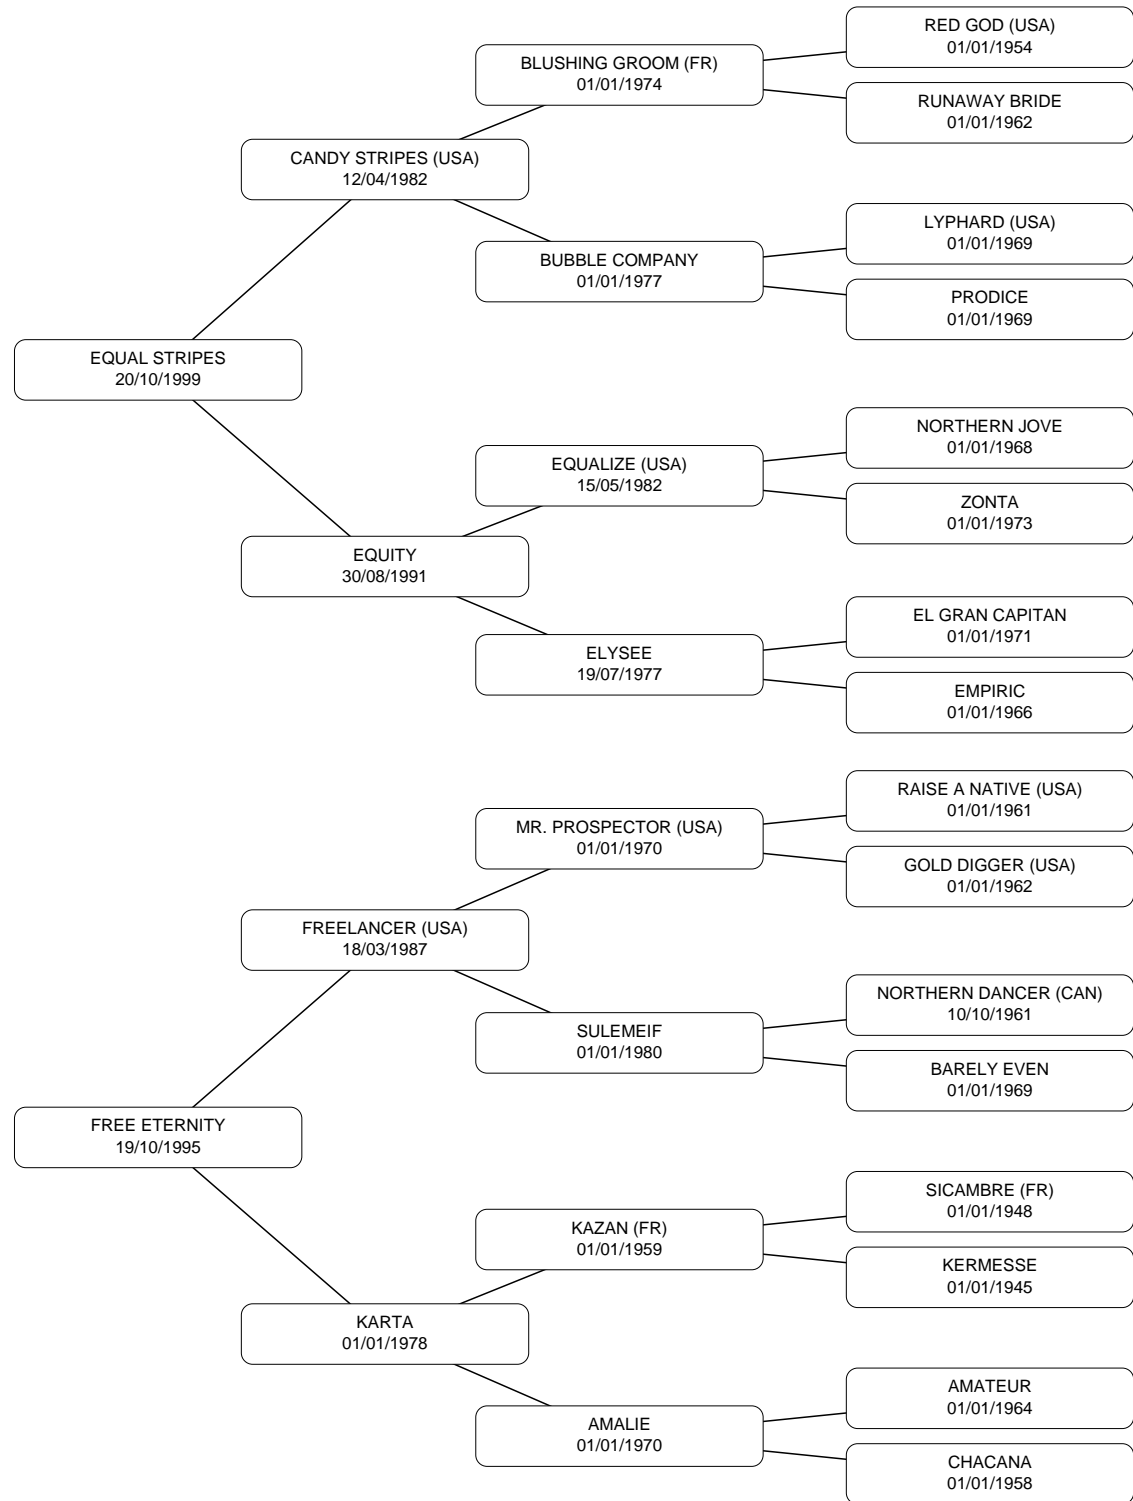 RED GOD (USA)
01/01/1954
BLUSHING GROOM (FR)
01/01/1974
RUNAWAY BRIDE
01/01/1962
CANDY STRIPES (USA)
12/04/1982
LYPHARD (USA)
01/01/1969
BUBBLE COMPANY
01/01/1977
PRODICE
01/01/1969
EQUAL STRIPES
20/10/1999
NORTHERN JOVE
01/01/1968
EQUALIZE (USA)
15/05/1982
ZONTA
01/01/1973
EQUITY
30/08/1991
EL GRAN CAPITAN
01/01/1971
ELYSEE
19/07/1977
EMPIRIC
01/01/1966
RAISE A NATIVE (USA)
01/01/1961
MR. PROSPECTOR (USA)
01/01/1970
GOLD DIGGER (USA)
01/01/1962
FREELANCER (USA)
18/03/1987
NORTHERN DANCER (CAN)
10/10/1961
SULEMEIF
01/01/1980
BARELY EVEN
01/01/1969
FREE ETERNITY
19/10/1995
SICAMBRE (FR)
01/01/1948
KAZAN (FR)
01/01/1959
KERMESSE
01/01/1945
KARTA
01/01/1978
AMATEUR
01/01/1964
AMALIE
01/01/1970
CHACANA
01/01/1958